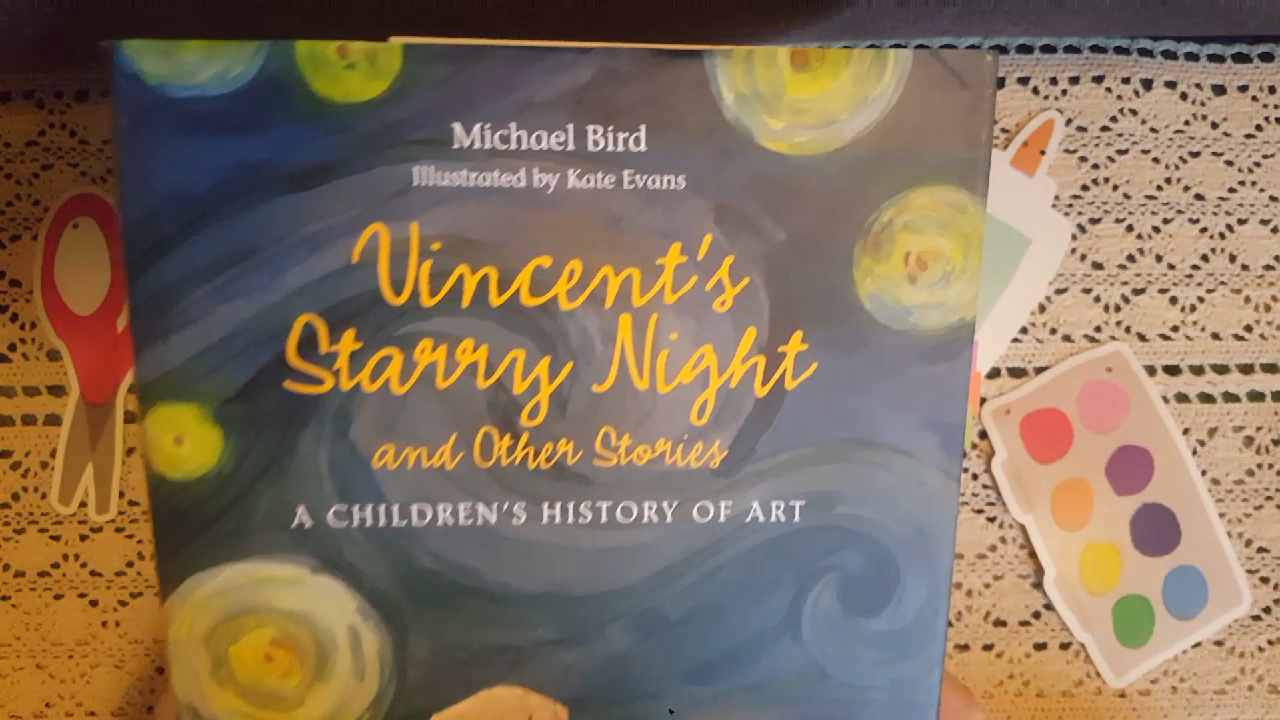 Michael Bird
Illustrated by Kate Evans
Vincent's
Starry Night
and Other Stories
A CHILDREN'S HISTORY OF ART